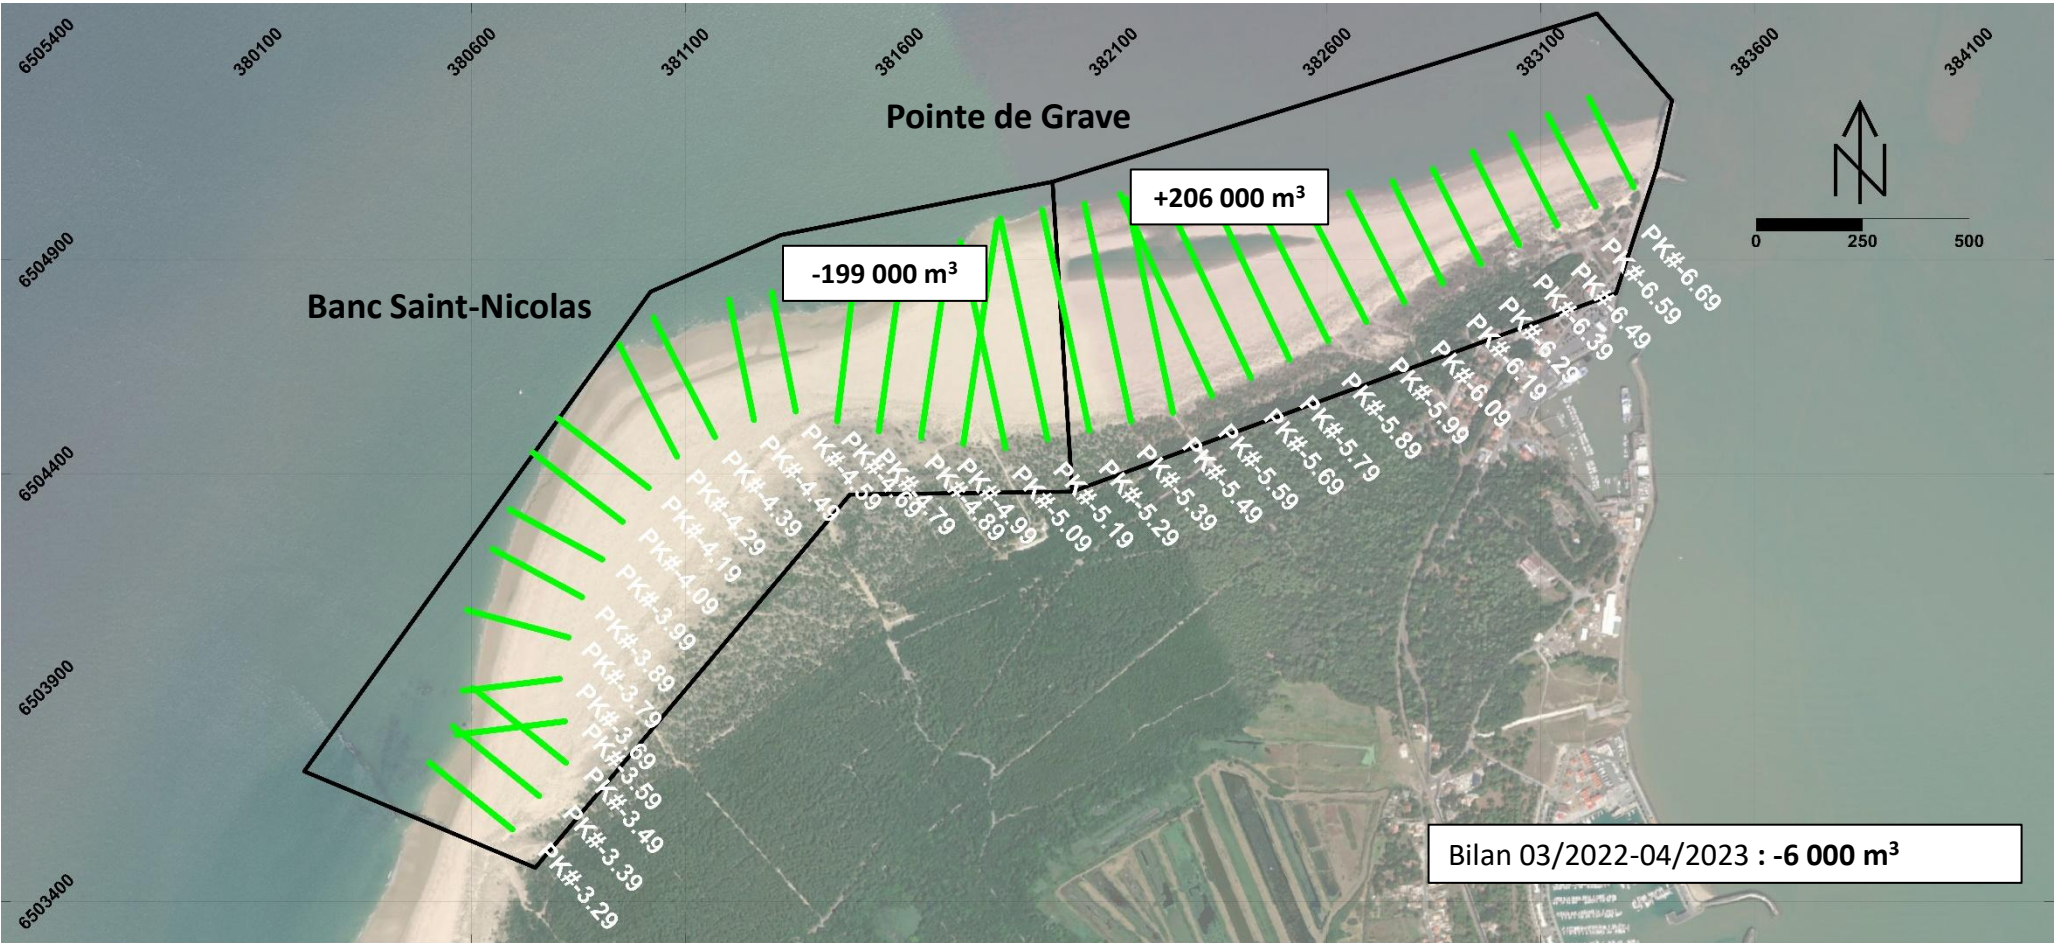 6505400
380100
380600
381100
381600
382100
382600
383100
383600
384100
Pointe de Grave
N
0 250 500
+206 000 m³
6504900
-199 000 m³
Banc Saint-Nicolas
PK#-6.69
PK#-6.59
PK#-6.49
PK#-6.39
PK#-6.29
PK#-6.19
PK#-6.09
PK#-5.99
PK#-5.89
PK#-5.79
PK#-5.69
PK#-5.59
PK#-5.49
PK#-5.39
PK#-5.29
PK#-5.19
PK#-5.09
PK#-4.99
PK#-4.89
PK#-4.79
PK#-4.69
PK#-4.59
PK#-4.49
PK#-4.39
PK#-4.29
PK#-4.19
PK#-4.09
PK#-3.99
PK#-3.89
PK#-3.79
PK#-3.69
PK#-3.59
PK#-3.49
PK#-3.39
PK#-3.29
6504400
6503900
Bilan 03/2022-04/2023 : -6 000 m³
6503400